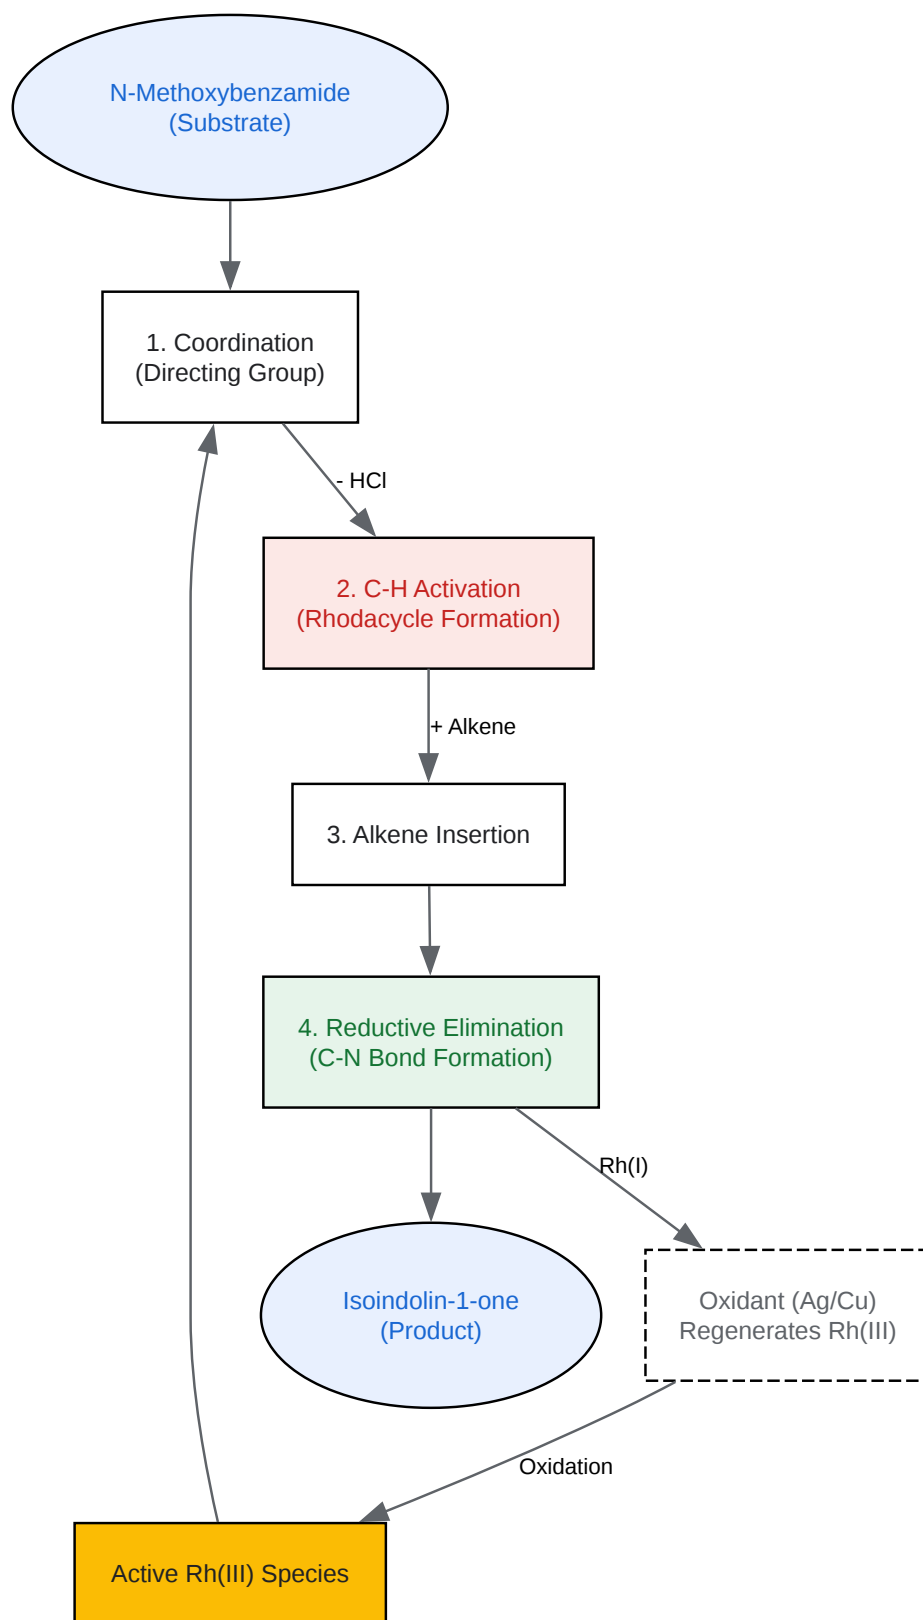 N-Methoxybenzamide
(Substrate)
1. Coordination
(Directing Group)
- HCl
2. C-H Activation
(Rhodacycle Formation)
+ Alkene
3. Alkene Insertion
4. Reductive Elimination
(C-N Bond Formation)
Rh(I)
Isoindolin-1-one
(Product)
Oxidant (Ag/Cu)
Regenerates Rh(III)
Oxidation
Active Rh(III) Species